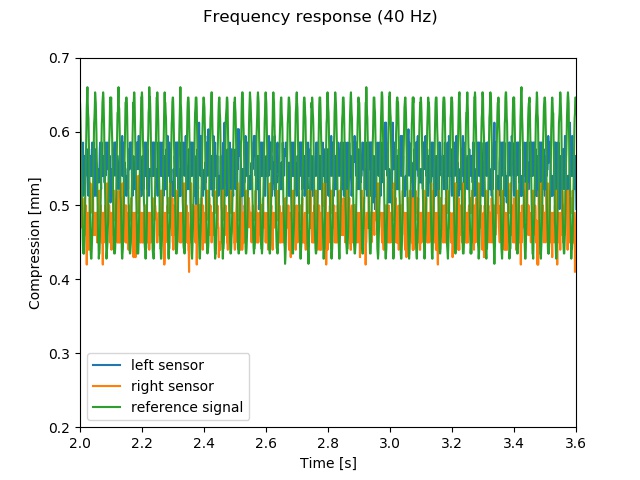 Frequency response (40 Hz)
0.7
0.6
0.5
0.4
0.3
0.2
Compression [mm]
left sensor
right sensor
reference signal
2.0 2.2 2.4 2.6 2.8 3.0 3.2 3.4 3.6
Time [s]